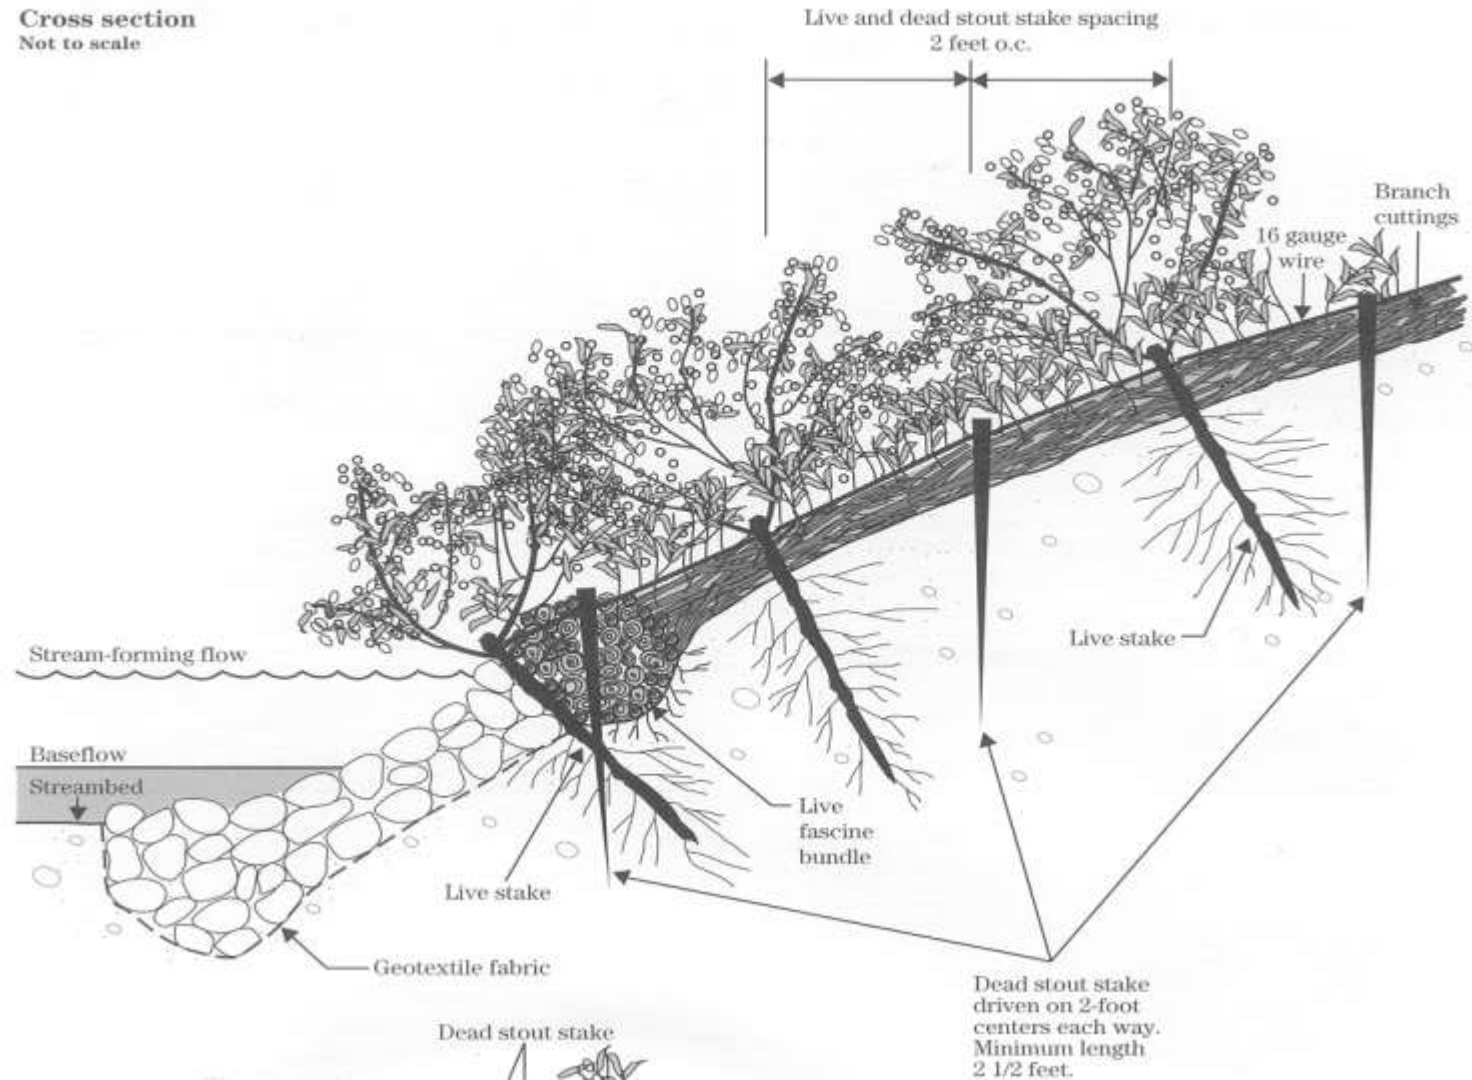 Cross section
Not to scale
Live and dead stout stake spacing
2 feet o.c.
Branch
cuttings
16 gauge
wire
Stream-forming flow
Live stake
Baseflow
Streambed
Live
fascine
bundle
Live stake
Geotextile fabric
Dead stout stake
driven on 2-foot
centers each way.
Minimum length
2 1/2 feet.
Dead stout stake